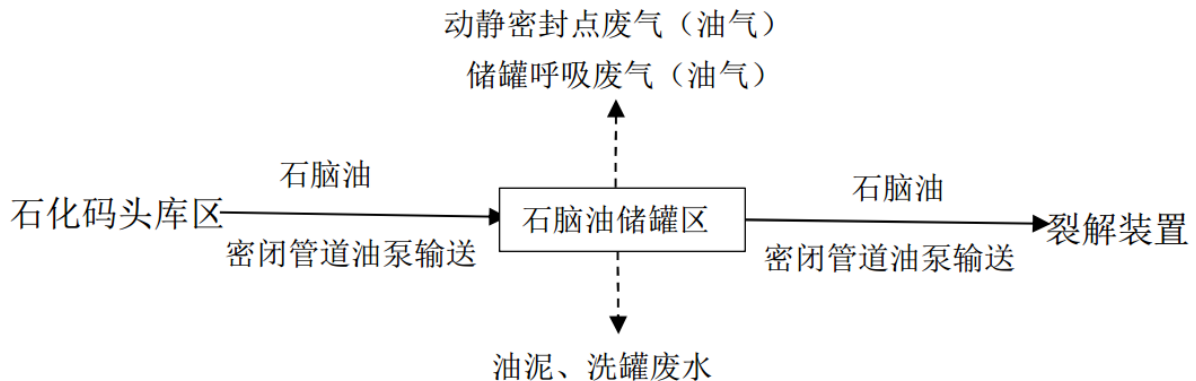 动静密封点废气（油气）
储罐呼吸废气（油气）
石脑油
石脑油
石化码头库区
石脑油储罐区
裂解装置
密闭管道油泵输送
密闭管道油泵输送
油泥、洗罐废水